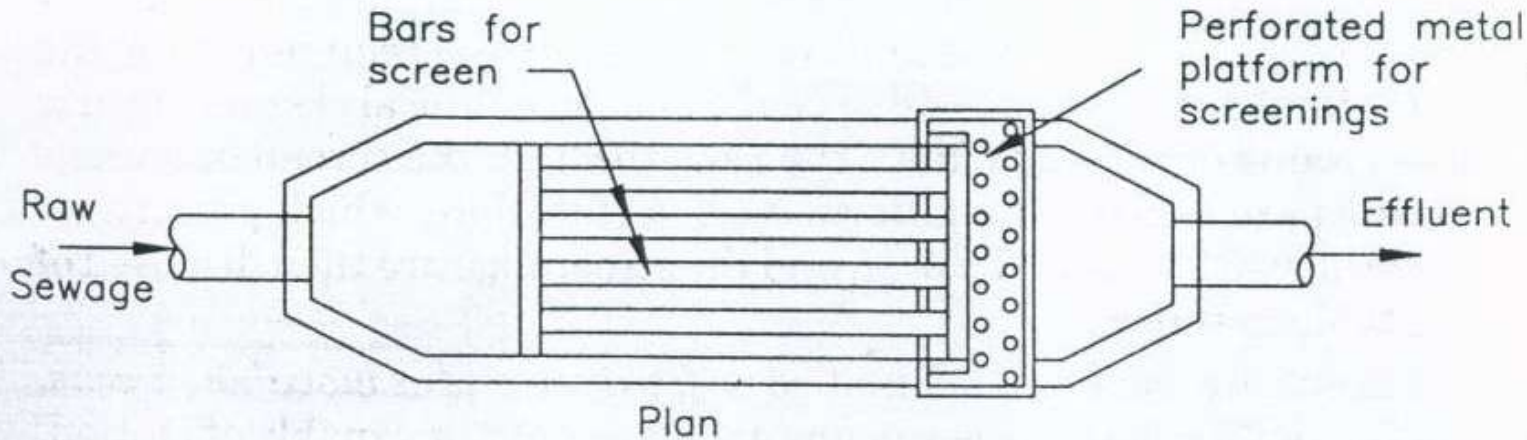 Bars for
screen
Perforated metal
platform for
screenings
Raw
Sewage
Effluent
Plan